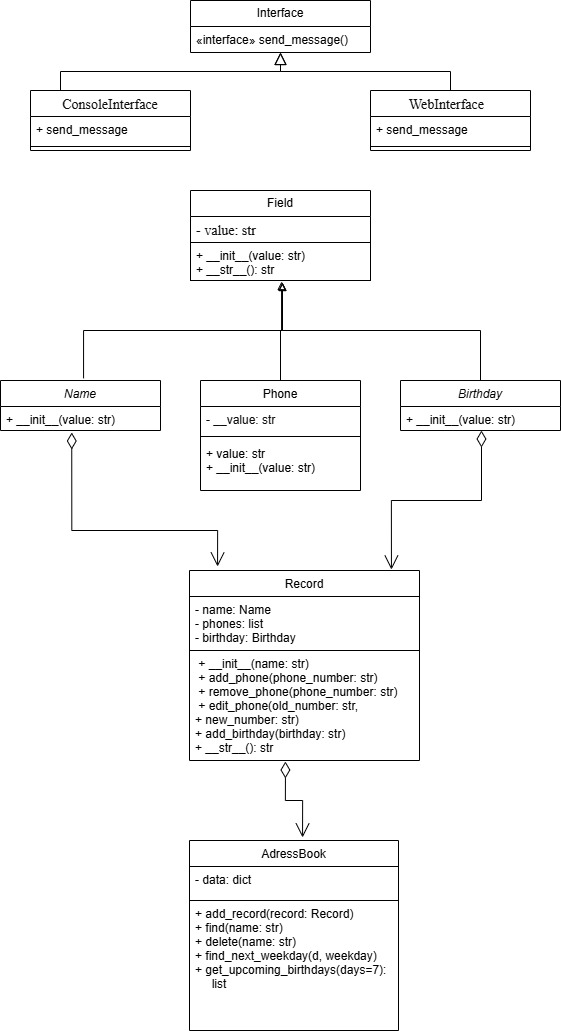 Interface
«interface» send_message()
ConsoleInterface
+ send_message
WebInterface
+ send_message
Field
- value: str
+ __init__(value: str)
+ __str__(): str
Name
+ __init__(value: str)
Phone
- __value: str
+ value: str
+ __init__(value: str)
Birthday
+ __init__(value: str)
Record
- name: Name
- phones: list
- birthday: Birthday
+ __init__(name: str)
+ add_phone(phone_number: str)
+ remove_phone(phone_number: str)
+ edit_phone(old_number: str,
+ new_number: str)
+ add_birthday(birthday: str)
+ __str__(): str
AdressBook
- data: dict
+ add_record(record: Record)
+ find(name: str)
+ delete(name: str)
+ find_next_weekday(d, weekday)
+ get_upcoming_birthdays(days=7):
list